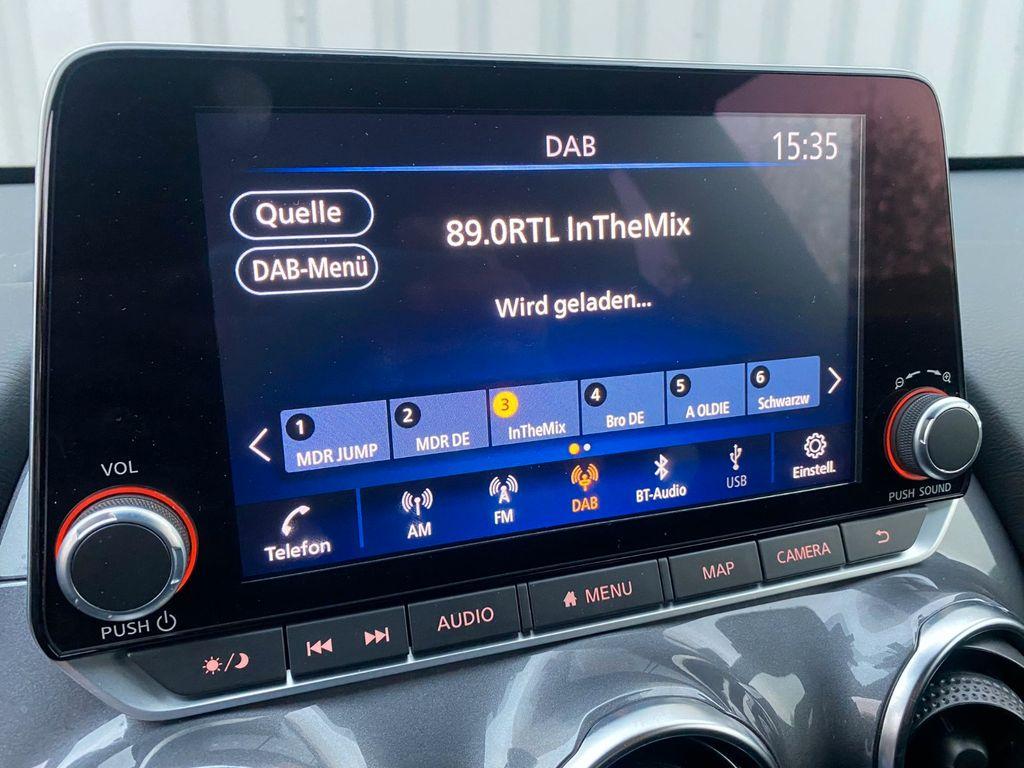 DAB
15:35
Quelle
89.0RTL InTheMix
DAB-Menü
Wird geladen...
1 2 3 4 5 6
MDR JUMP MDR DE InTheMix Bro DE A OLDIE Schwarzw
Telefon AM FM DAB BT-Audio USB Einstell.
VOL
PUSH
PUSH SOUND
AUDIO MENU MAP CAMERA